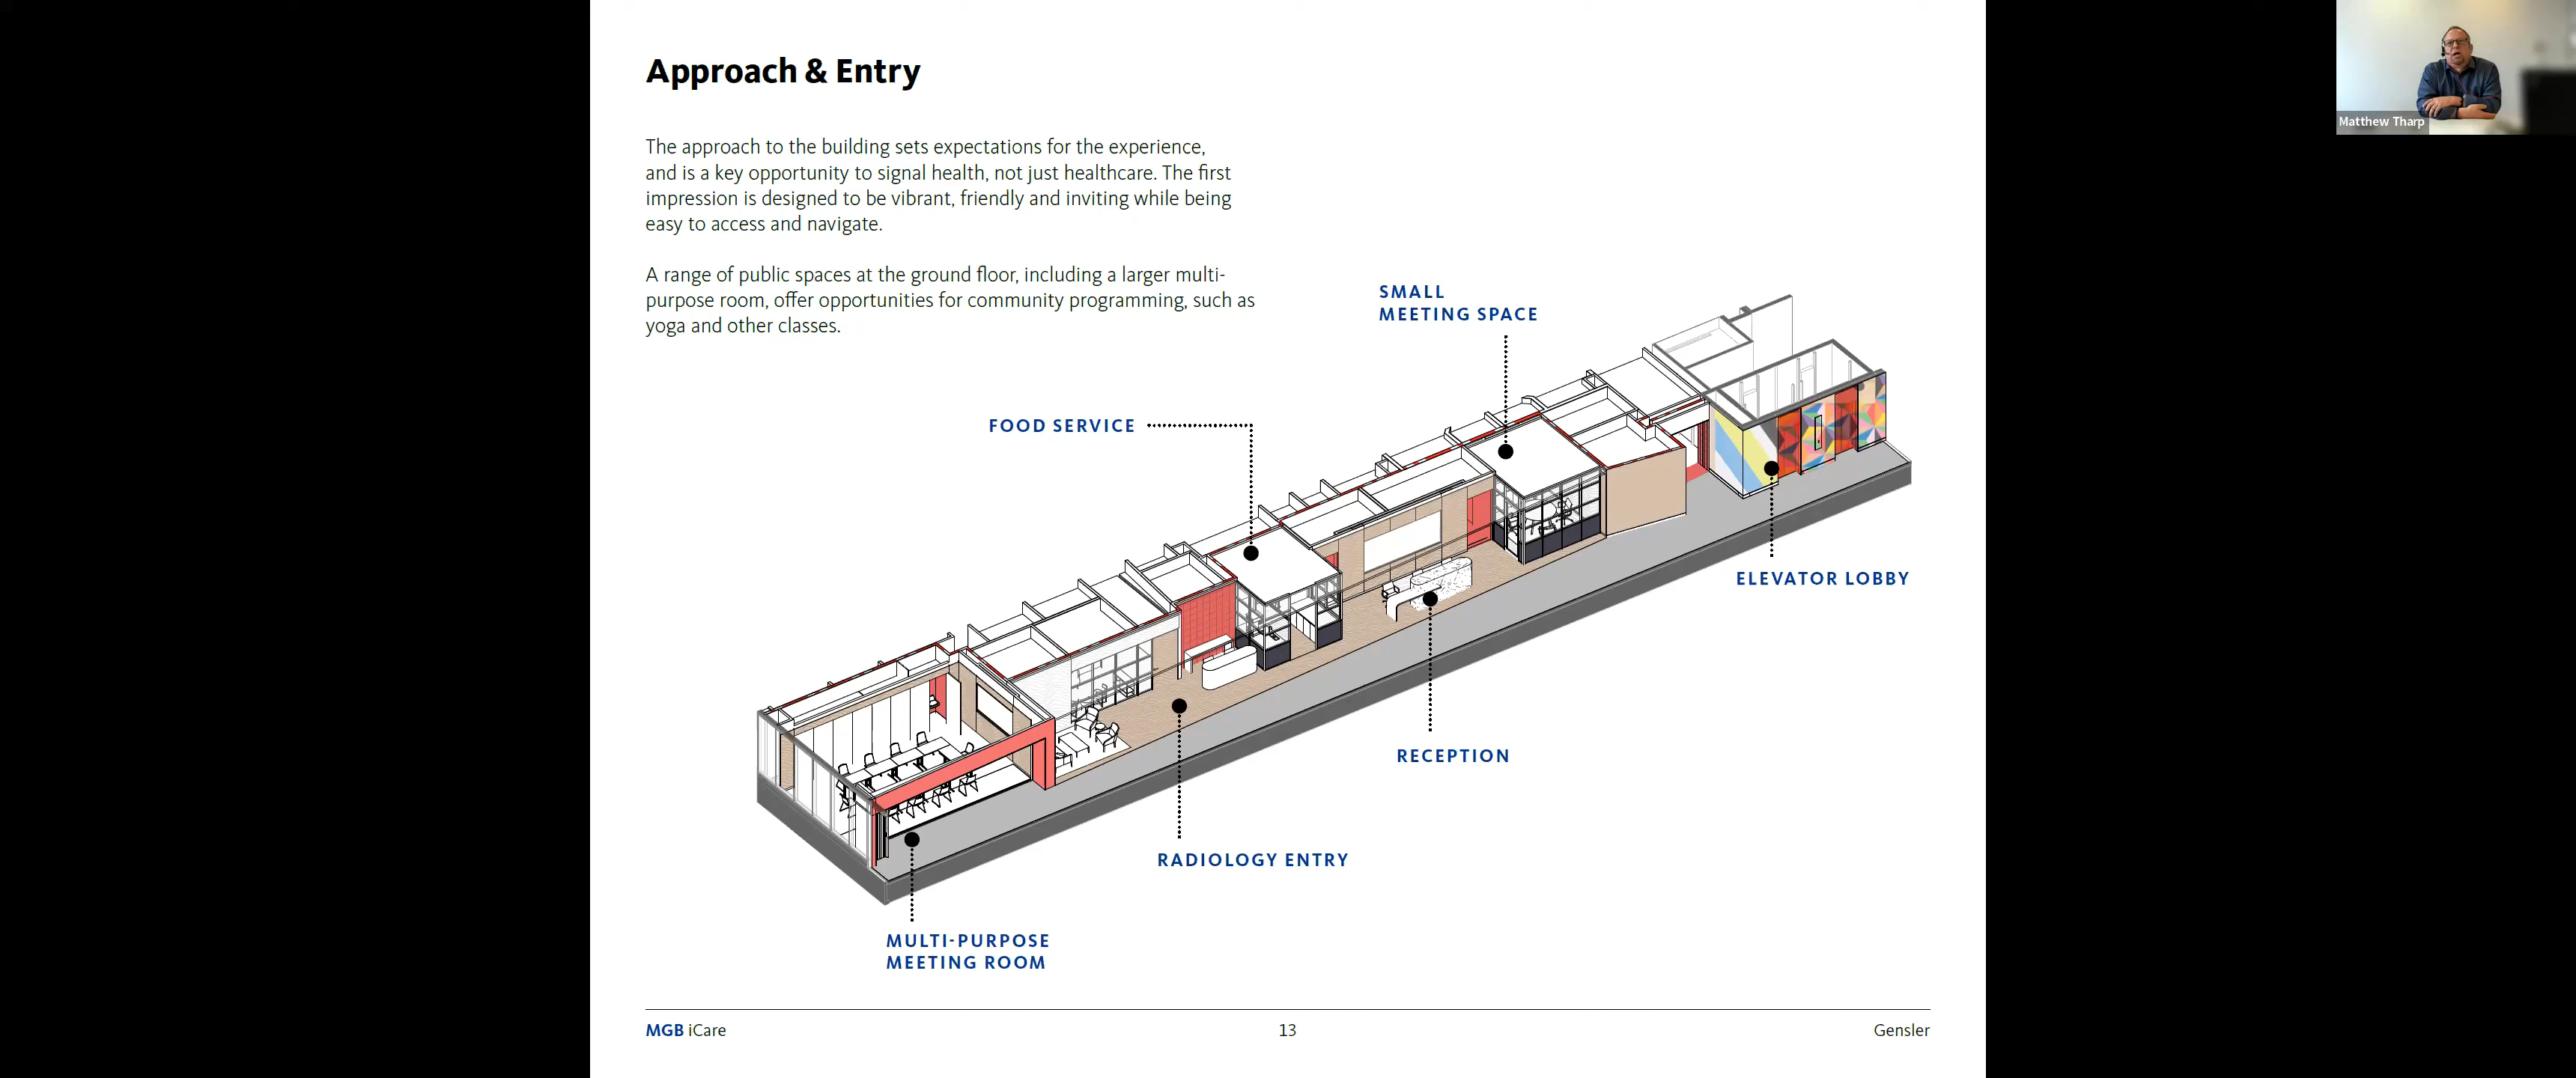 Approach & Entry
The approach to the building sets expectations for the experience,
and is a key opportunity to signal health, not just healthcare. The first
impression is designed to be vibrant, friendly and inviting while being
easy to access and navigate.
A range of public spaces at the ground floor, including a larger multi-
purpose room, offer opportunities for community programming, such as
yoga and other classes.
SMALL
MEETING SPACE
FOOD SERVICE
ELEVATOR LOBBY
RECEPTION
RADIOLOGY ENTRY
MULTI-PURPOSE
MEETING ROOM
MGB iCare
13
Gensler
Matthew Tharp